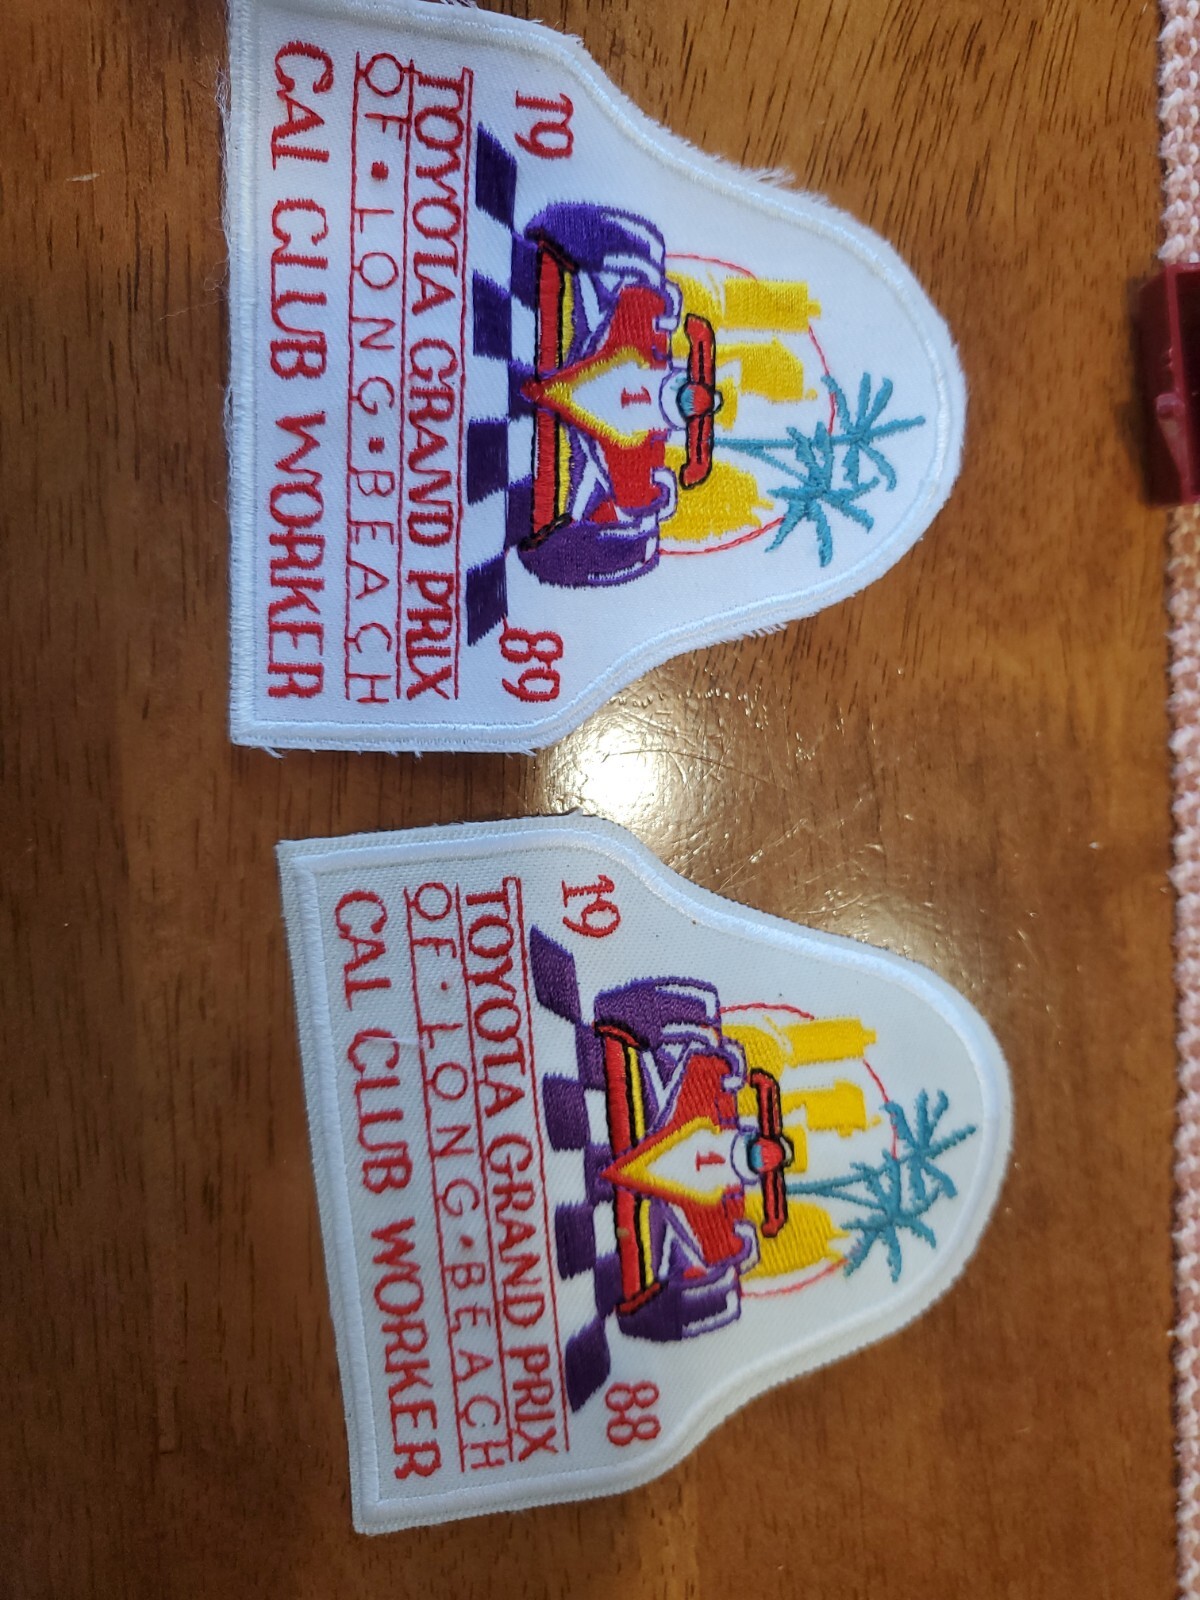 19 89
1
TOYOTA GRAND PRIX
OF • LONG • BEACH
CAL CLUB WORKER
19 88
1
TOYOTA GRAND PRIX
OF • LONG • BEACH
CAL CLUB WORKER